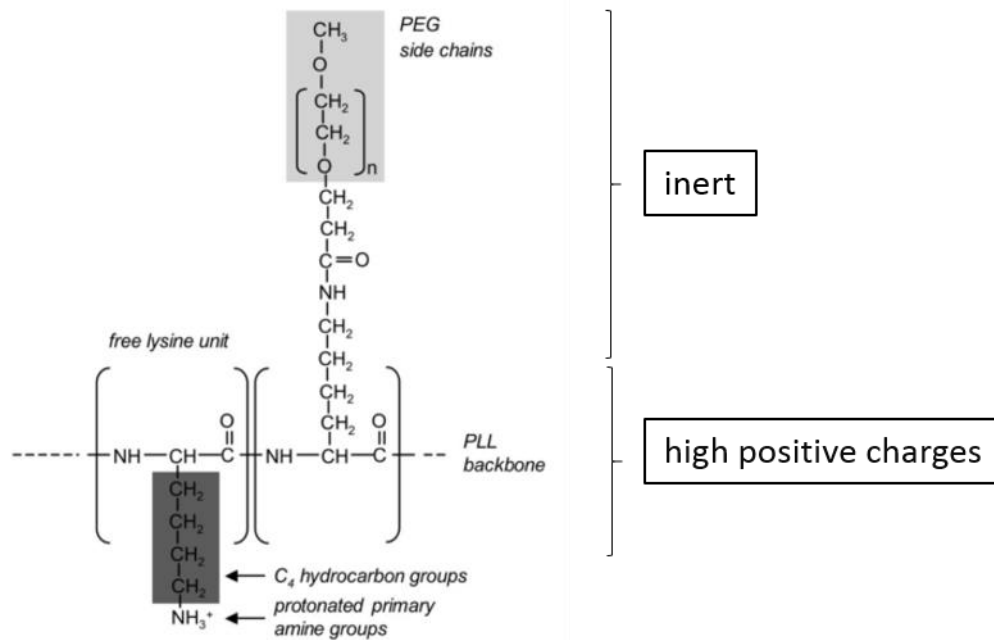 PEG
side chains
CH₃
O
CH₂
CH₂
O
n
CH₂
CH₂
C=O
NH
CH₂
CH₂
CH₂
CH₂
inert
free lysine unit
O
O
NH—CH—C—NH—CH—C
PLL
backbone
high positive charges
CH₂
CH₂
CH₂
CH₂
C₄ hydrocarbon groups
NH₃⁺
protonated primary
amine groups